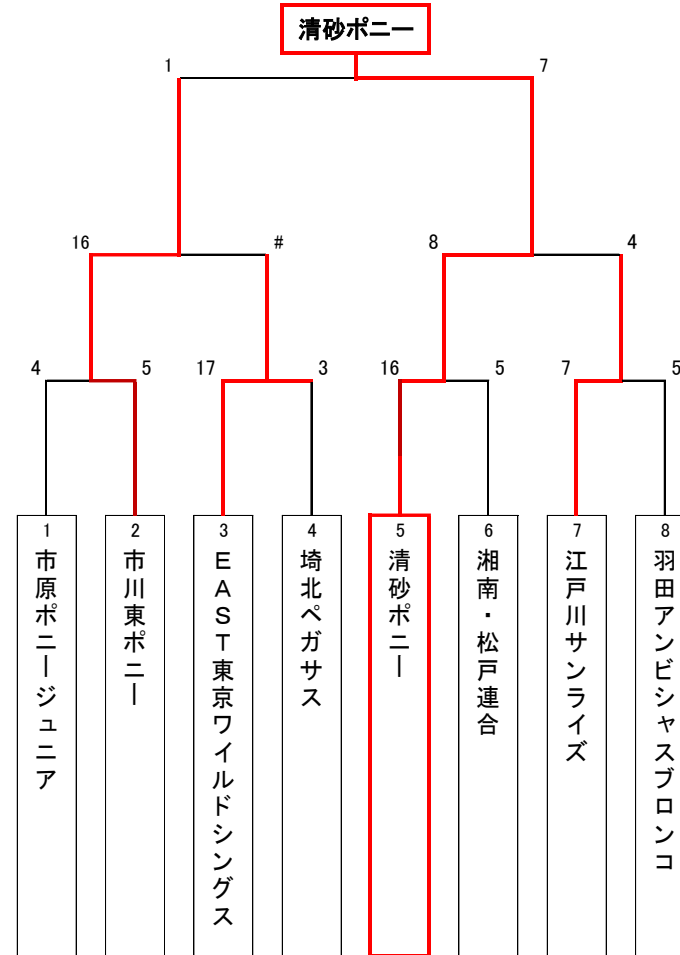 清砂ポニー
1 7
16 # 8 4
4 5 17 3 16 5 7 5
1 2 3 4 5 6 7 8
市原ポニージュニア
市川東ポニー
EAST東京ワイルドシングス
埼北ペガサス
清砂ポニー
湘南・松戸連合
江戸川サンライズ
羽田アンビシャスブロンコ